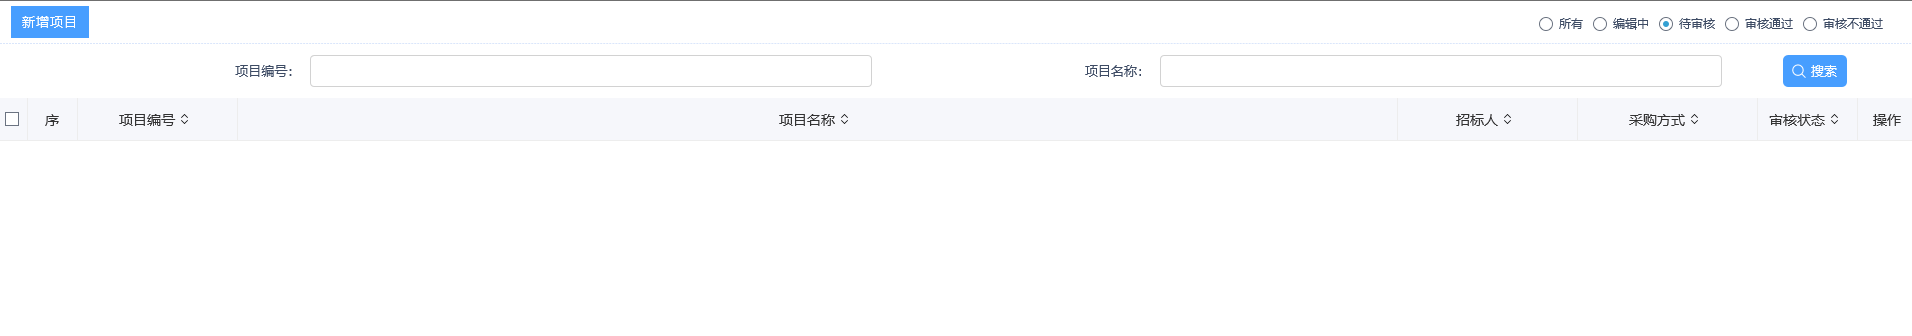 新增项目 所有 编辑中 待审核 审核通过 审核不通过
项目编号： 项目名称： 搜索
序 项目编号 项目名称 招标人 采购方式 审核状态 操作